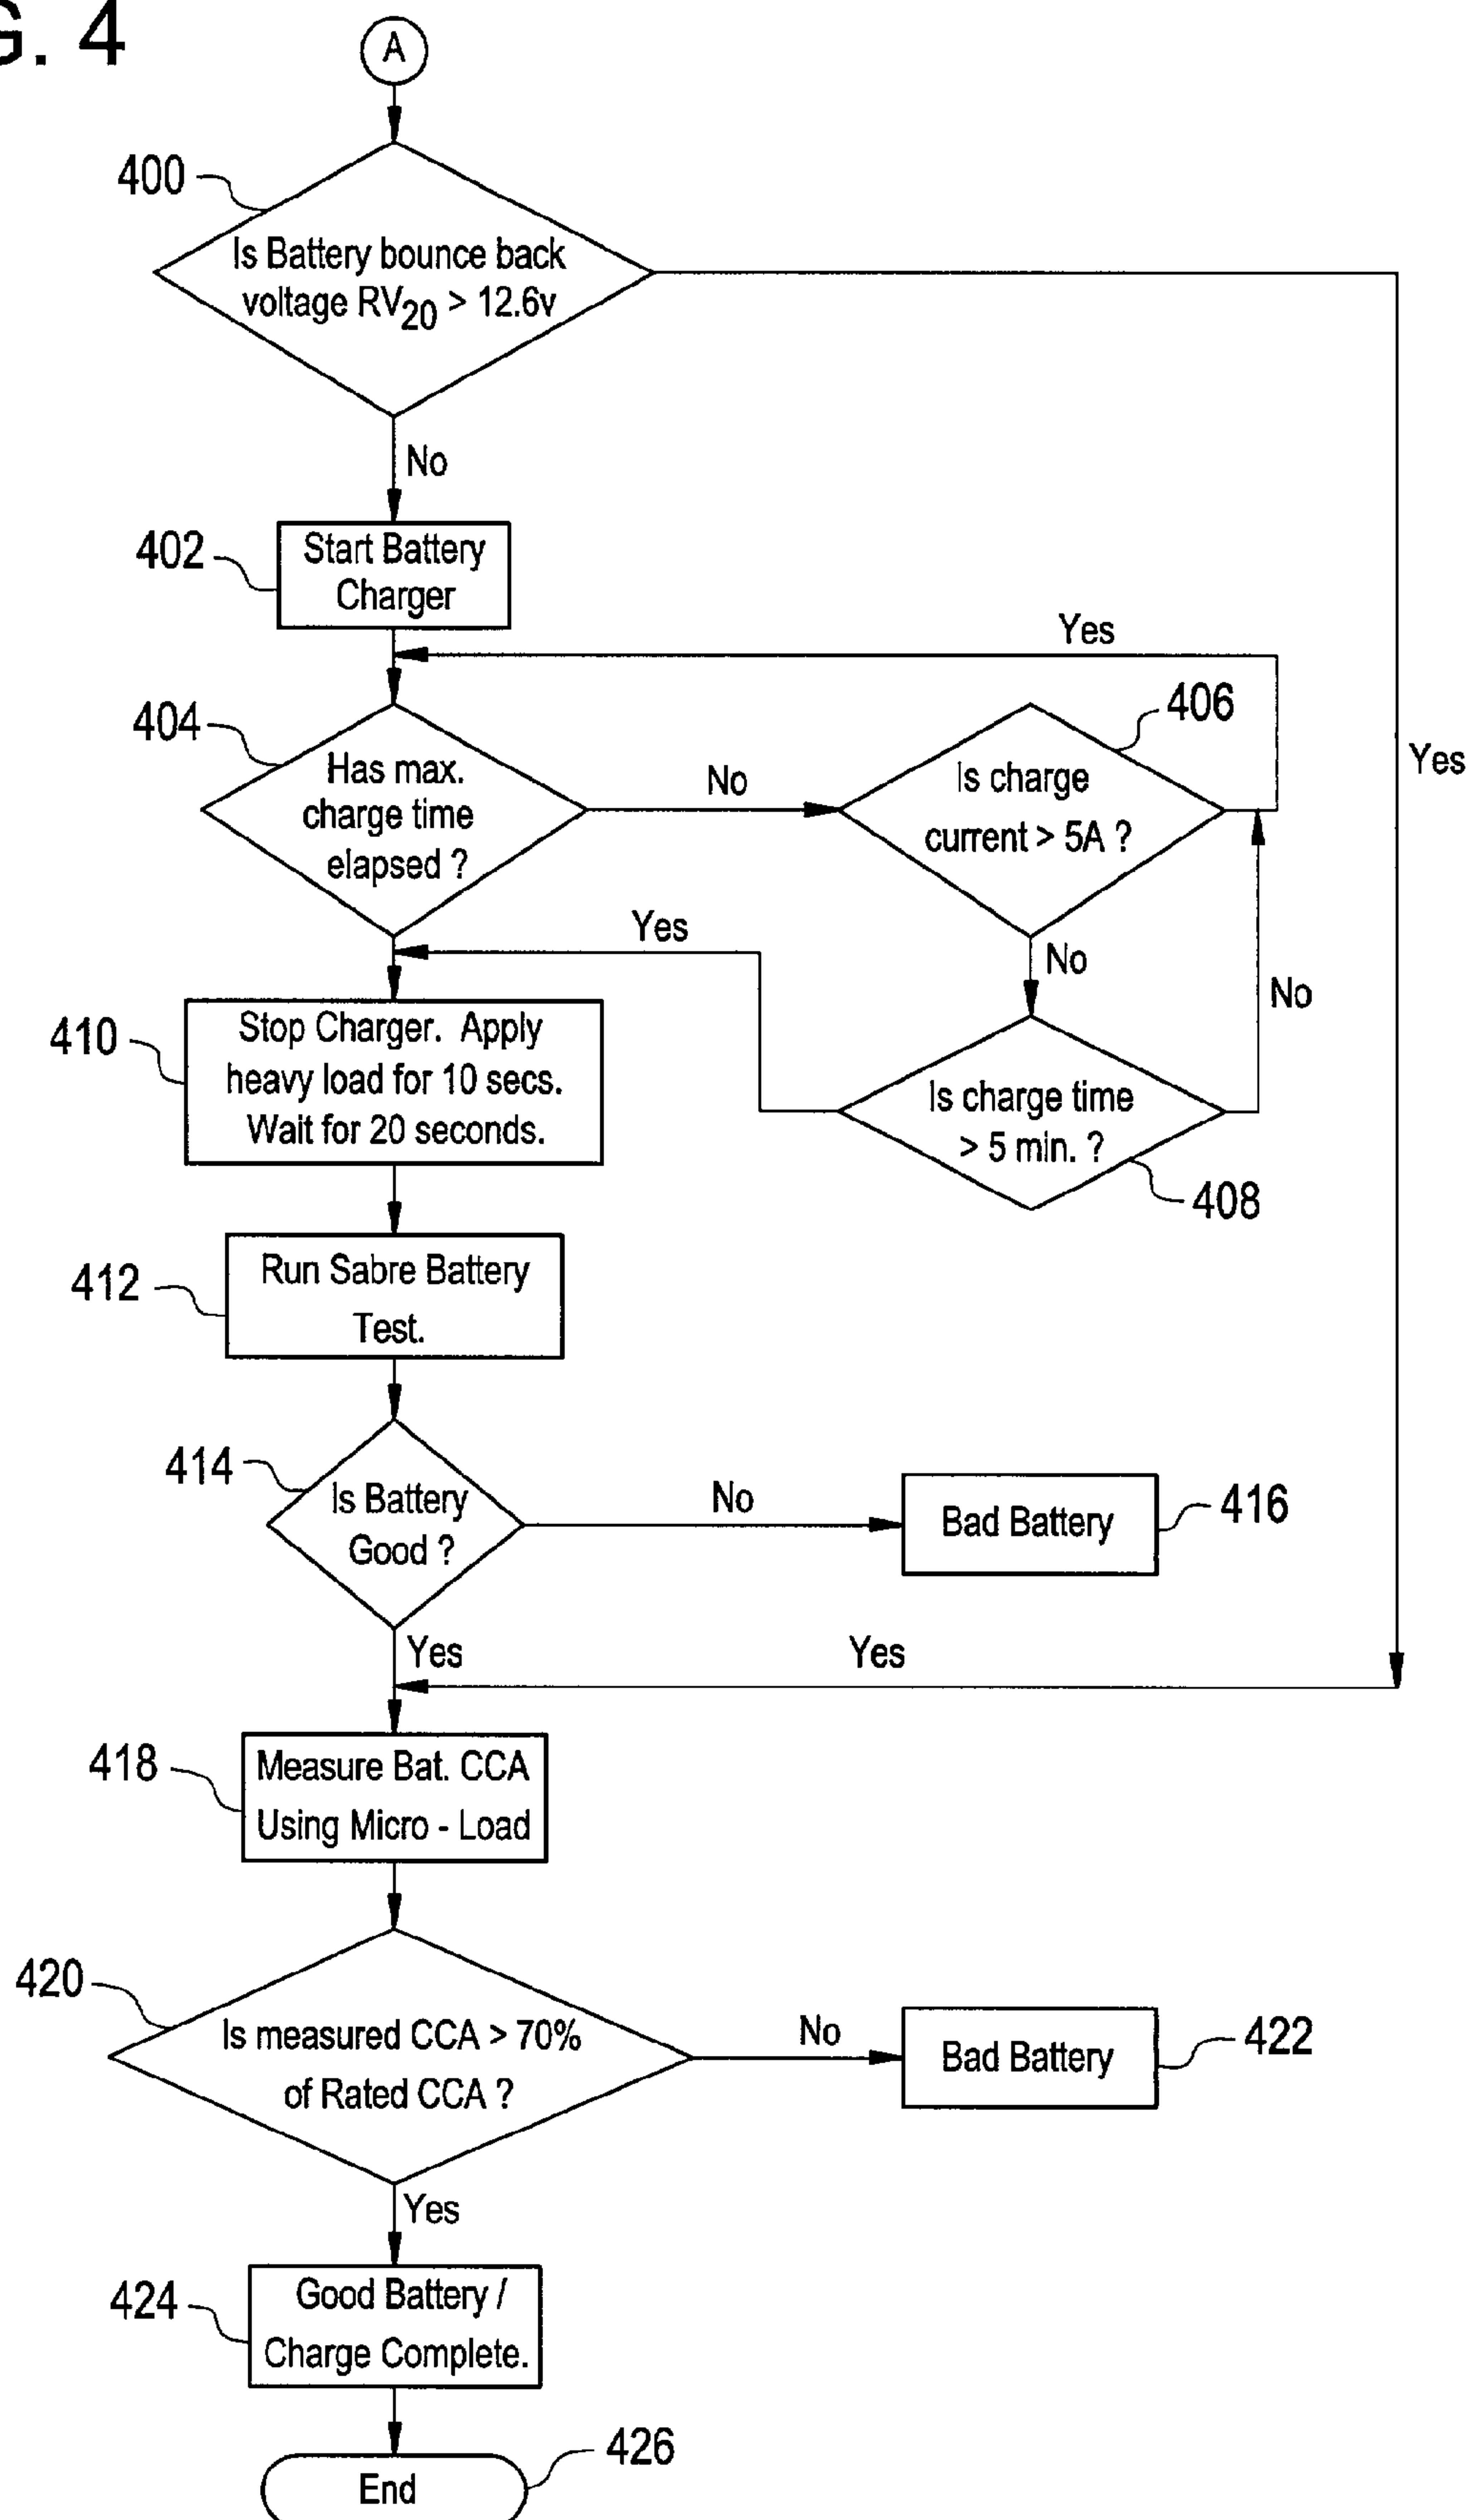 G. 4
A
400
Is Battery bounce back
voltage RV20 > 12.6v
No
402
Start Battery
Charger
Yes
404
Has max.
charge time
elapsed ?
No
406
Is charge
current > 5A ?
Yes
Yes
No
No
410
Stop Charger. Apply
heavy load for 10 secs.
Wait for 20 seconds.
Is charge time
> 5 min. ?
408
412
Run Sabre Battery
Test.
414
Is Battery
Good ?
No
Bad Battery
416
Yes
Yes
418
Measure Bat. CCA
Using Micro - Load
420
Is measured CCA > 70%
of Rated CCA ?
No
Bad Battery
422
Yes
424
Good Battery /
Charge Complete.
426
End